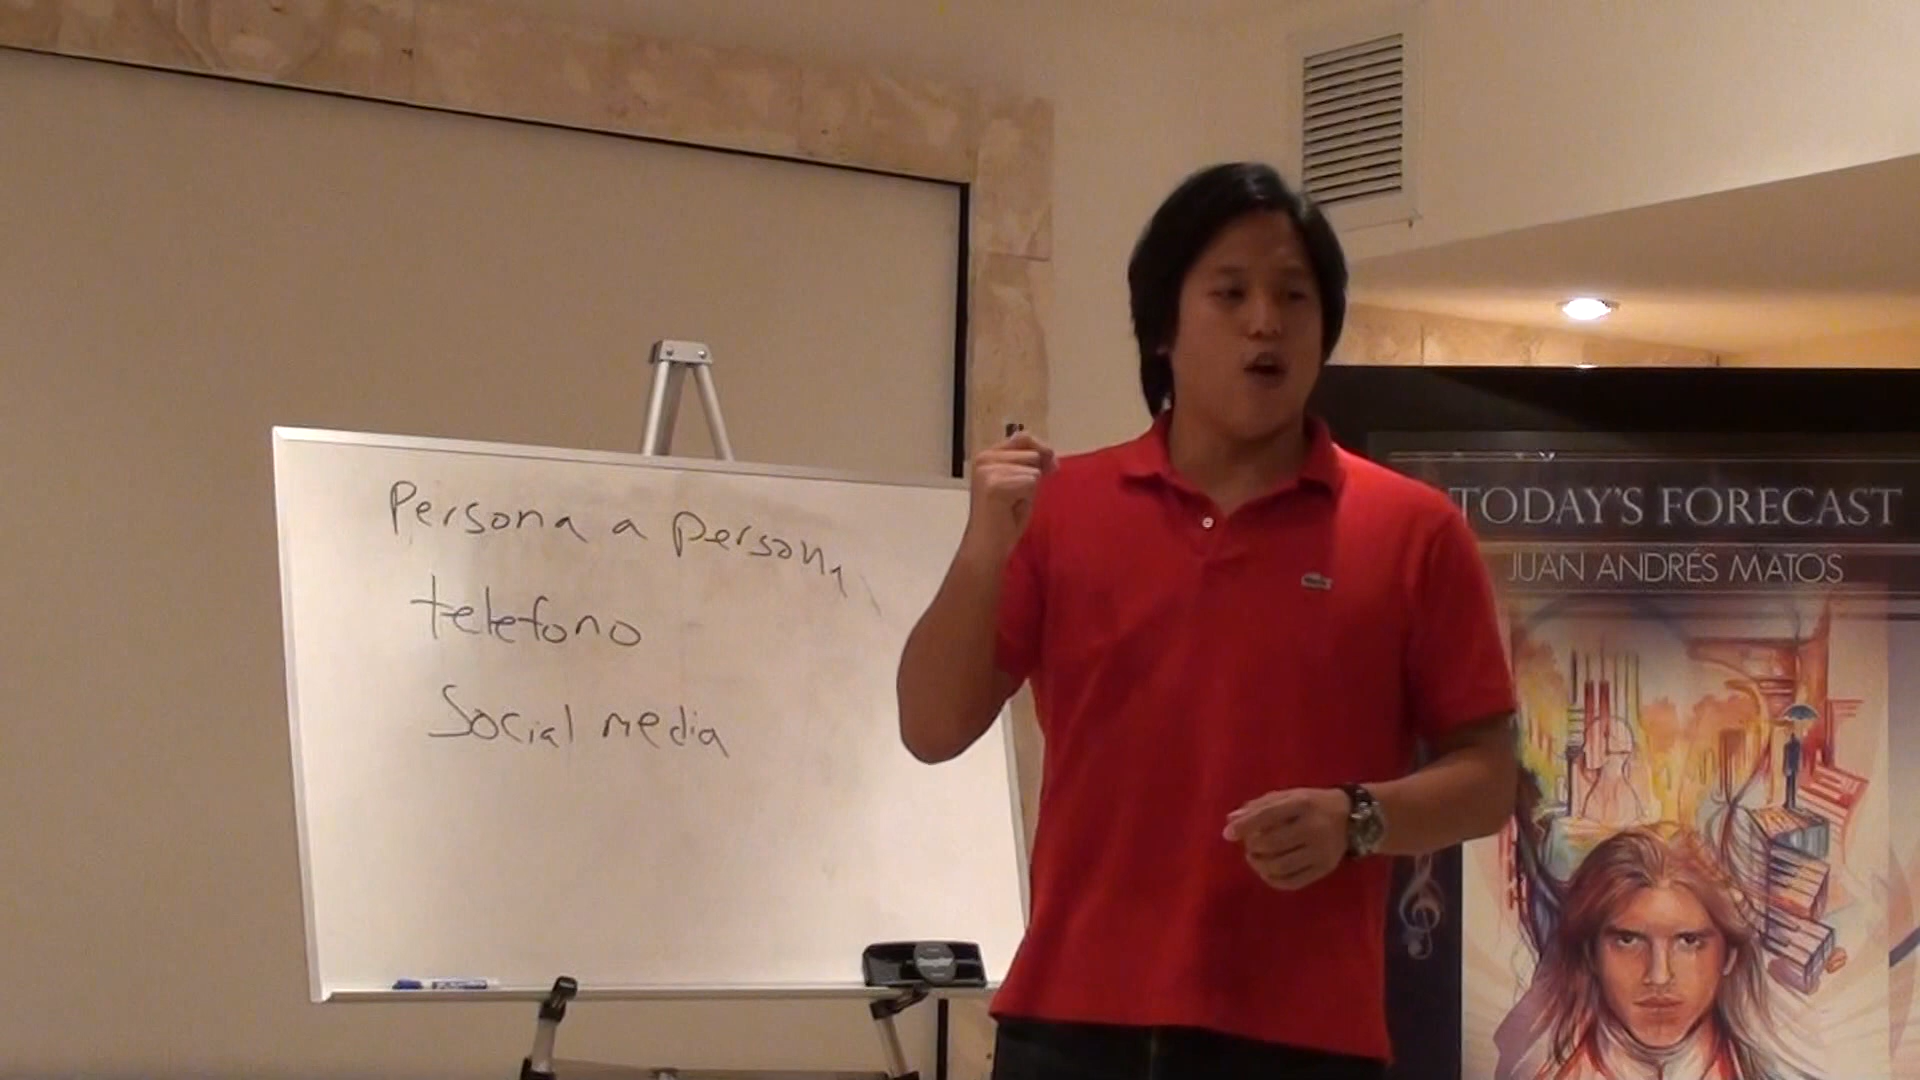 Persona a persona
telefono
Social media
TODAY'S FORECAST
JUAN ANDRÉS MATOS